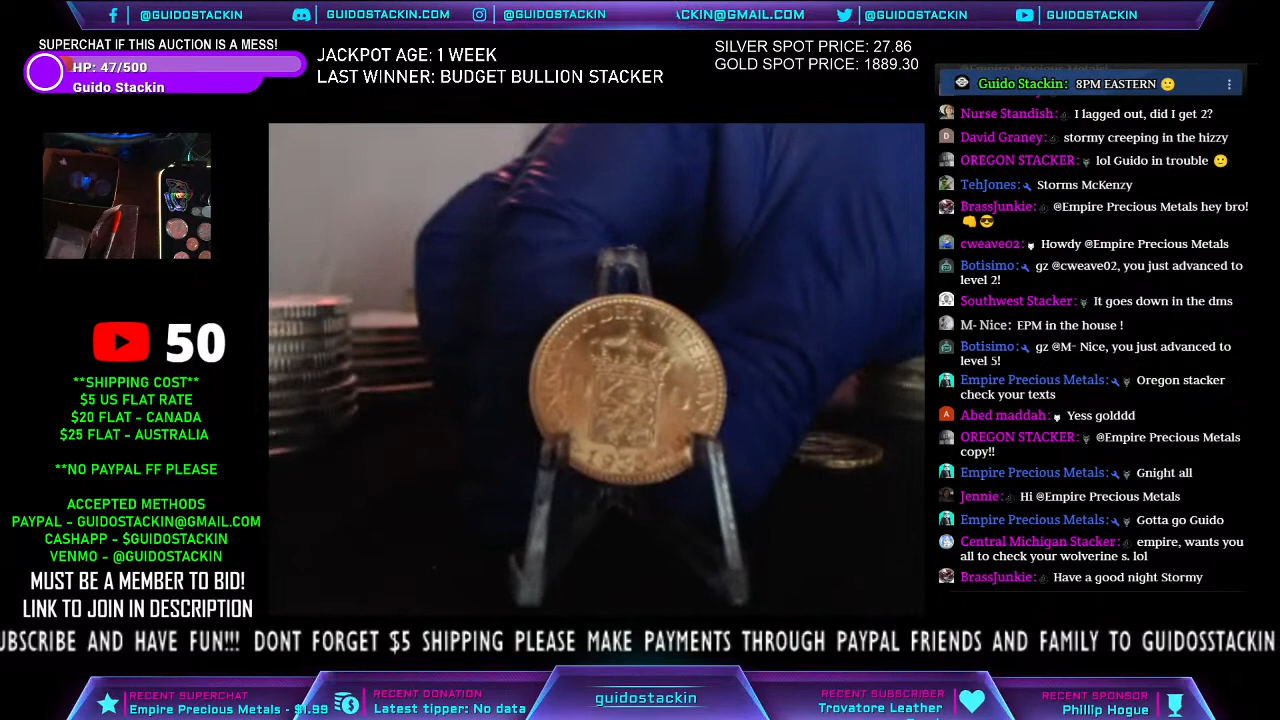 @GUIDOSTACKIN
GUIDOSTACKIN.COM
@GUIDOSTACKIN
ACKIN@GMAIL.COM
@GUIDOSTACKIN
GUIDOSTACKIN
SUPERCHAT IF THIS AUCTION IS A MESS!
HP: 47/500
Guido Stackin
JACKPOT AGE: 1 WEEK
LAST WINNER: BUDGET BULLION STACKER
SILVER SPOT PRICE: 27.86
GOLD SPOT PRICE: 1889.30
50
**SHIPPING COST**
$5 US FLAT RATE
$20 FLAT - CANADA
$25 FLAT - AUSTRALIA
**NO PAYPAL FF PLEASE
ACCEPTED METHODS
PAYPAL - GUIDOSTACKIN@GMAIL.COM
CASHAPP - $GUIDOSTACKIN
VENMO - @GUIDOSTACKIN
MUST BE A MEMBER TO BID!
LINK TO JOIN IN DESCRIPTION
Guido Stackin: 8PM EASTERN 🙂
Nurse Standish: I lagged out, did I get 2?
David Graney: stormy creeping in the hizzy
OREGON STACKER: lol Guido in trouble 🙂
TehJones: Storms McKenzy
BrassJunkie: @Empire Precious Metals hey bro!
👊😎
cweave02: Howdy @Empire Precious Metals
Botisimo: gz @cweave02, you just advanced to
level 2!
Southwest Stacker: It goes down in the dms
M- Nice: EPM in the house !
Botisimo: gz @M- Nice, you just advanced to
level 5!
Empire Precious Metals: Oregon stacker
check your texts
Abed maddah: Yess golddd
OREGON STACKER: @Empire Precious Metals
copy!!
Empire Precious Metals: Gnight all
Jennie: Hi @Empire Precious Metals
Empire Precious Metals: Gotta go Guido
Central Michigan Stacker: empire, wants you
all to check your wolverine s. lol
BrassJunkie: Have a good night Stormy
UBSCRIBE AND HAVE FUN!!! DONT FORGET $5 SHIPPING PLEASE MAKE PAYMENTS THROUGH PAYPAL FRIENDS AND FAMILY TO GUIDOSSTACKIN
RECENT SUPERCHAT
Empire Precious Metals - $1.99
RECENT DONATION
Latest tipper: No data
guidostackin
RECENT SUBSCRIBER
Trovatore Leather
RECENT SPONSOR
Phillip Hogue